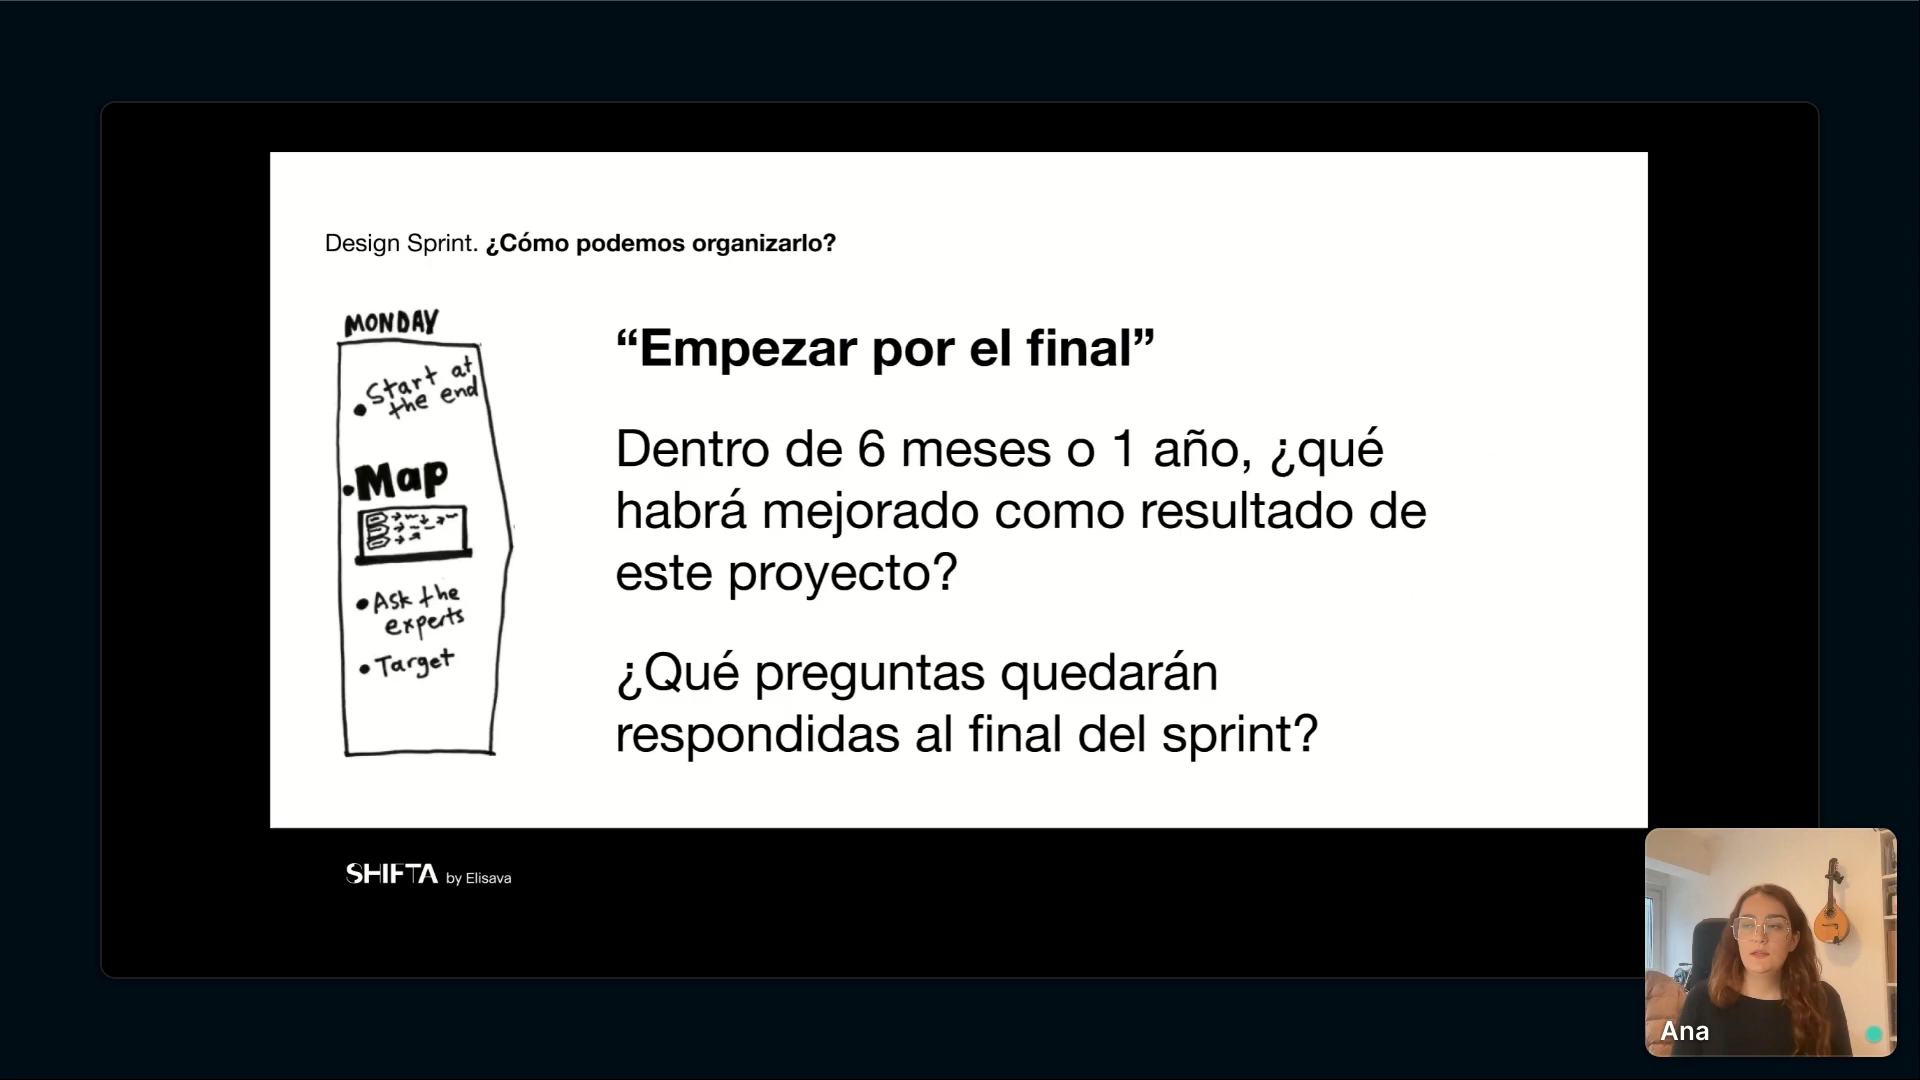 Design Sprint. ¿Cómo podemos organizarlo?
MONDAY
• Start at
the end
• Map
• Ask the
experts
• Target
“Empezar por el final”
Dentro de 6 meses o 1 año, ¿qué
habrá mejorado como resultado de
este proyecto?
¿Qué preguntas quedarán
respondidas al final del sprint?
SHIFTA by Elisava
Ana